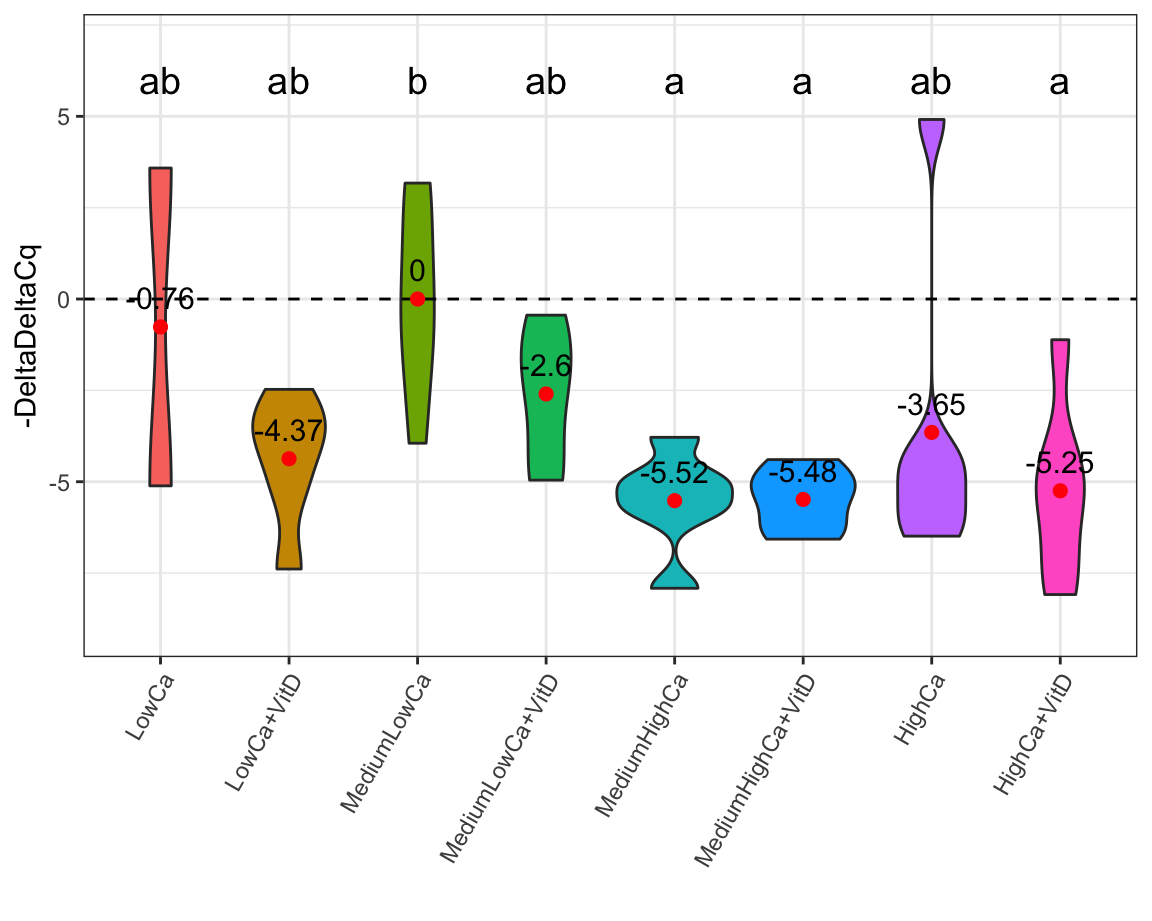 ab ab b ab a a ab a
5
0
-5
-DeltaDeltaCq
-0.76
-4.37
0
-2.6
-5.52
-5.48
-3.65
-5.25
LowCa
LowCa+VitD
MediumLowCa
MediumLowCa+VitD
MediumHighCa
MediumHighCa+VitD
HighCa
HighCa+VitD